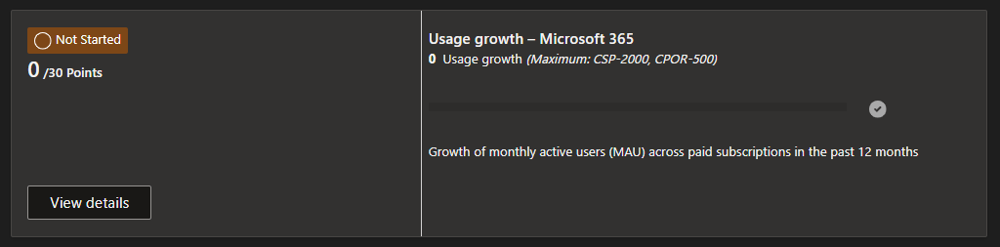 Not Started
0 /30 Points
View details
Usage growth – Microsoft 365
0 Usage growth (Maximum: CSP-2000, CPOR-500)
Growth of monthly active users (MAU) across paid subscriptions in the past 12 months